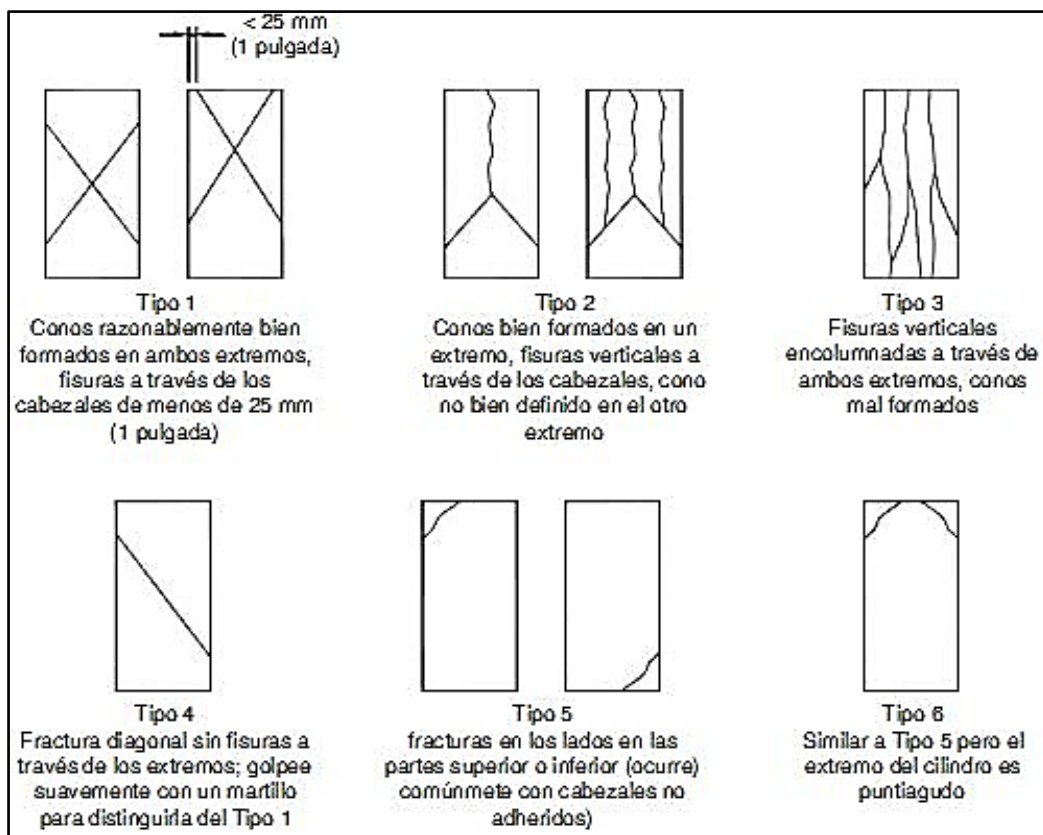 < 25 mm
(1 pulgada)
Tipo 1
Conos razonablemente bien
formados en ambos extremos,
fisuras a través de los
cabezales de menos de 25 mm
(1 pulgada)
Tipo 2
Conos bien formados en un
extremo, fisuras verticales a
través de los cabezales, cono
no bien definido en el otro
extremo
Tipo 3
Fisuras verticales
encolumnadas a través de
ambos extremos, conos
mal formados
Tipo 4
Fractura diagonal sin fisuras a
través de los extremos; golpee
suavemente con un martillo
para distinguirla del Tipo 1
Tipo 5
fracturas en los lados en las
partes superior o inferior (ocurre)
comúnmete con cabezales no
adheridos)
Tipo 6
Similar a Tipo 5 pero el
extremo del cilindro es
puntiagudo